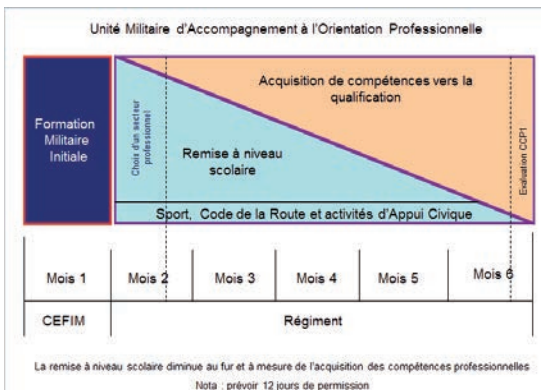 Unité Militaire d'Accompagnement à l'Orientation Professionnelle
Formation
Militaire
Initiale
Choix d'un secteur
professionnel
Acquisition de compétences vers la
qualification
Remise à niveau
scolaire
Evaluation CCP1
Sport, Code de la Route et activités d'Appui Civique
Mois 1
Mois 2
Mois 3
Mois 4
Mois 5
Mois 6
CEFIM
Régiment
La remise à niveau scolaire diminue au fur et à mesure de l'acquisition des compétences professionnelles
Nota : prévoir 12 jours de permission